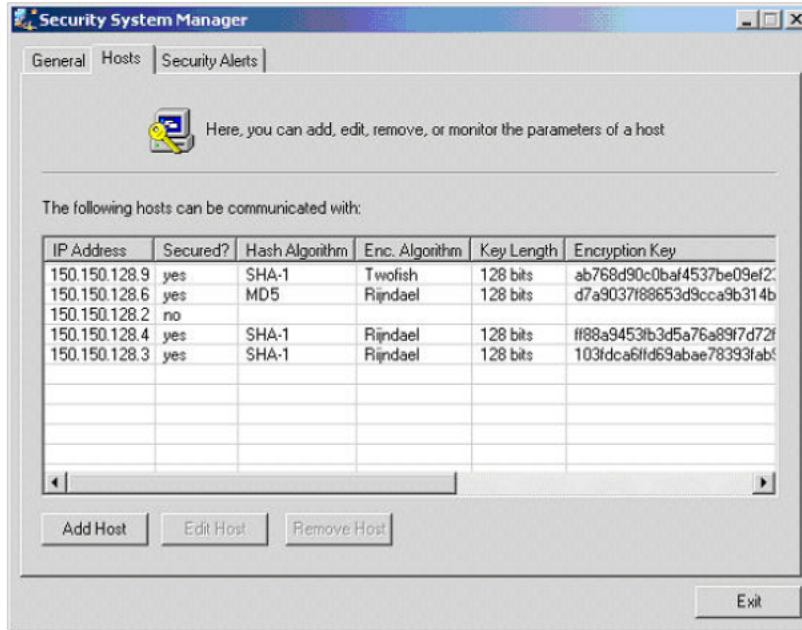 Security System Manager
General Hosts Security Alerts
Here, you can add, edit, remove, or monitor the parameters of a host
The following hosts can be communicated with:
IP Address Secured? Hash Algorithm Enc. Algorithm Key Length Encryption Key
150.150.128.9 yes SHA-1 Twofish 128 bits ab768d90c0baf4537be09ef2
150.150.128.6 yes MD5 Rijndael 128 bits d7a9037f88653d9cca9b314b
150.150.128.2 no
150.150.128.4 yes SHA-1 Rijndael 128 bits ff88a9453fb3d5a76a89f7d72f
150.150.128.3 yes SHA-1 Rijndael 128 bits 103fdca6ffd69abae78393fab
Add Host Edit Host Remove Host
Exit